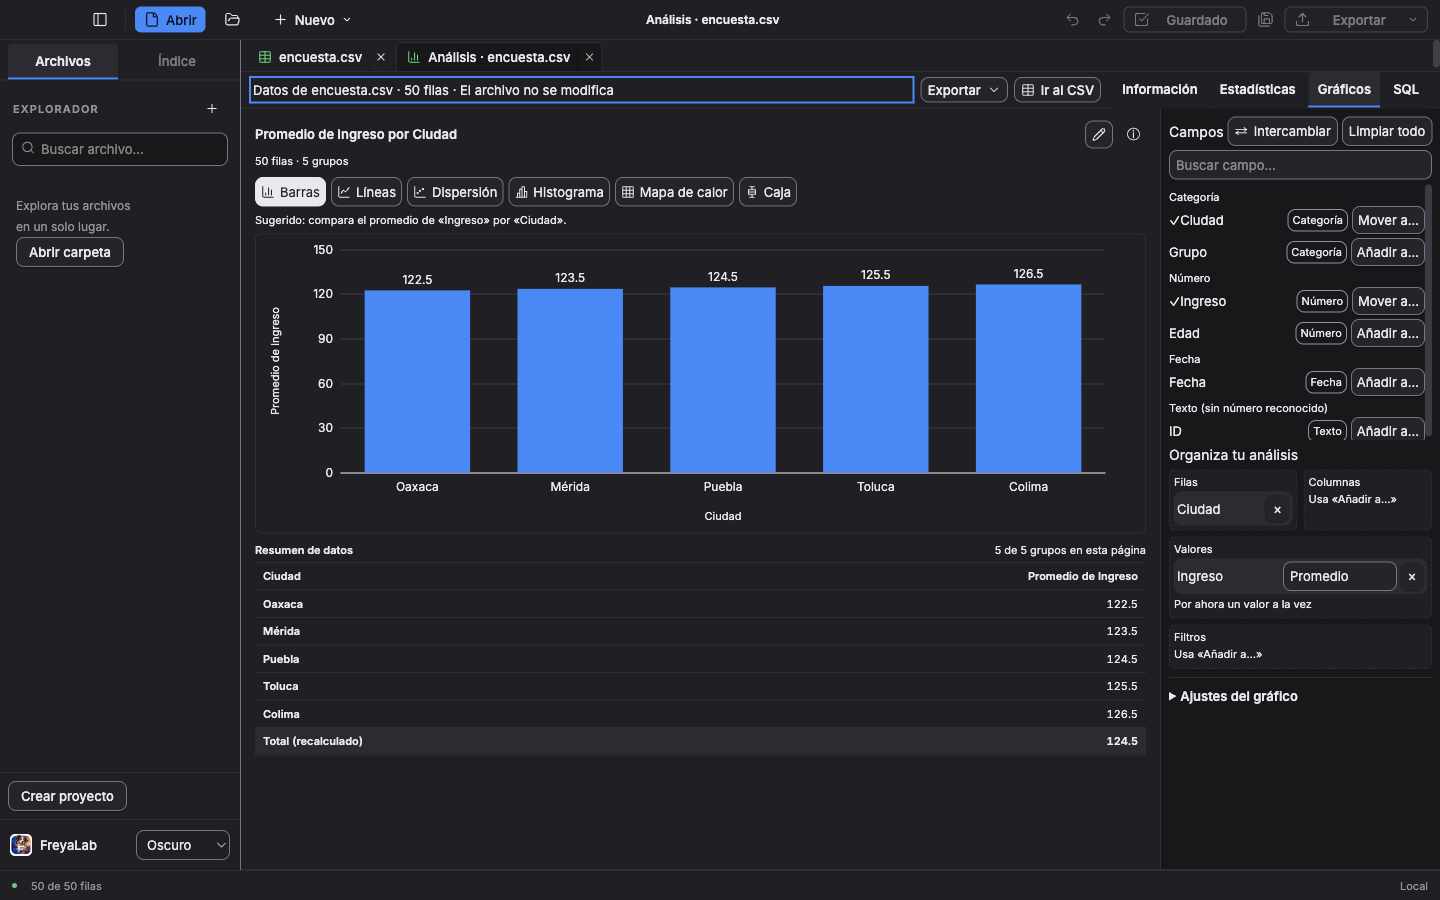 Abrir
Nuevo
Análisis · encuesta.csv
Guardado
Exportar
Archivos
Índice
encuesta.csv
Análisis · encuesta.csv
EXPLORADOR
Buscar archivo...
Explora tus archivos
en un solo lugar.
Abrir carpeta
Crear proyecto
FreyaLab
Oscuro
Datos de encuesta.csv · 50 filas · El archivo no se modifica
Exportar
Ir al CSV
Promedio de Ingreso por Ciudad
50 filas · 5 grupos
Barras
Líneas
Dispersión
Histograma
Mapa de calor
Caja
Sugerido: compara el promedio de «Ingreso» por «Ciudad».
Promedio de Ingreso
150
120
90
60
30
0
122.5
123.5
124.5
125.5
126.5
Oaxaca
Mérida
Puebla
Toluca
Colima
Ciudad
Resumen de datos
5 de 5 grupos en esta página
Ciudad Promedio de Ingreso
Oaxaca 122.5
Mérida 123.5
Puebla 124.5
Toluca 125.5
Colima 126.5
Total (recalculado) 124.5
Información
Estadísticas
Gráficos
SQL
Campos
Intercambiar
Limpiar todo
Buscar campo...
Categoría
✓Ciudad Categoría Mover a...
Grupo Categoría Añadir a...
Número
✓Ingreso Número Mover a...
Edad Número Añadir a...
Fecha
Fecha Fecha Añadir a...
Texto (sin número reconocido)
ID Texto Añadir a...
Organiza tu análisis
Filas
Ciudad ×
Columnas
Usa «Añadir a...»
Valores
Ingreso Promedio ×
Por ahora un valor a la vez
Filtros
Usa «Añadir a...»
Ajustes del gráfico
50 de 50 filas
Local